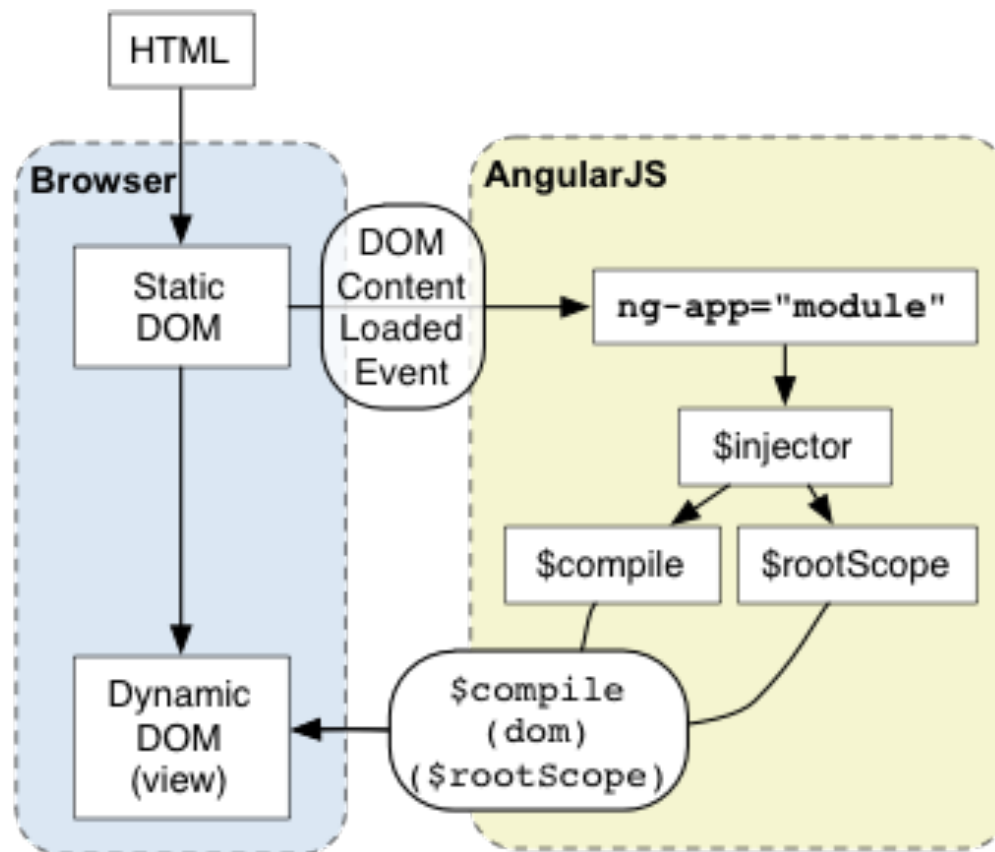 HTML
Browser
AngularJS
Static
DOM
DOM
Content
Loaded
Event
ng-app="module"
$injector
$compile
$rootScope
Dynamic
DOM
(view)
$compile
(dom)
($rootScope)